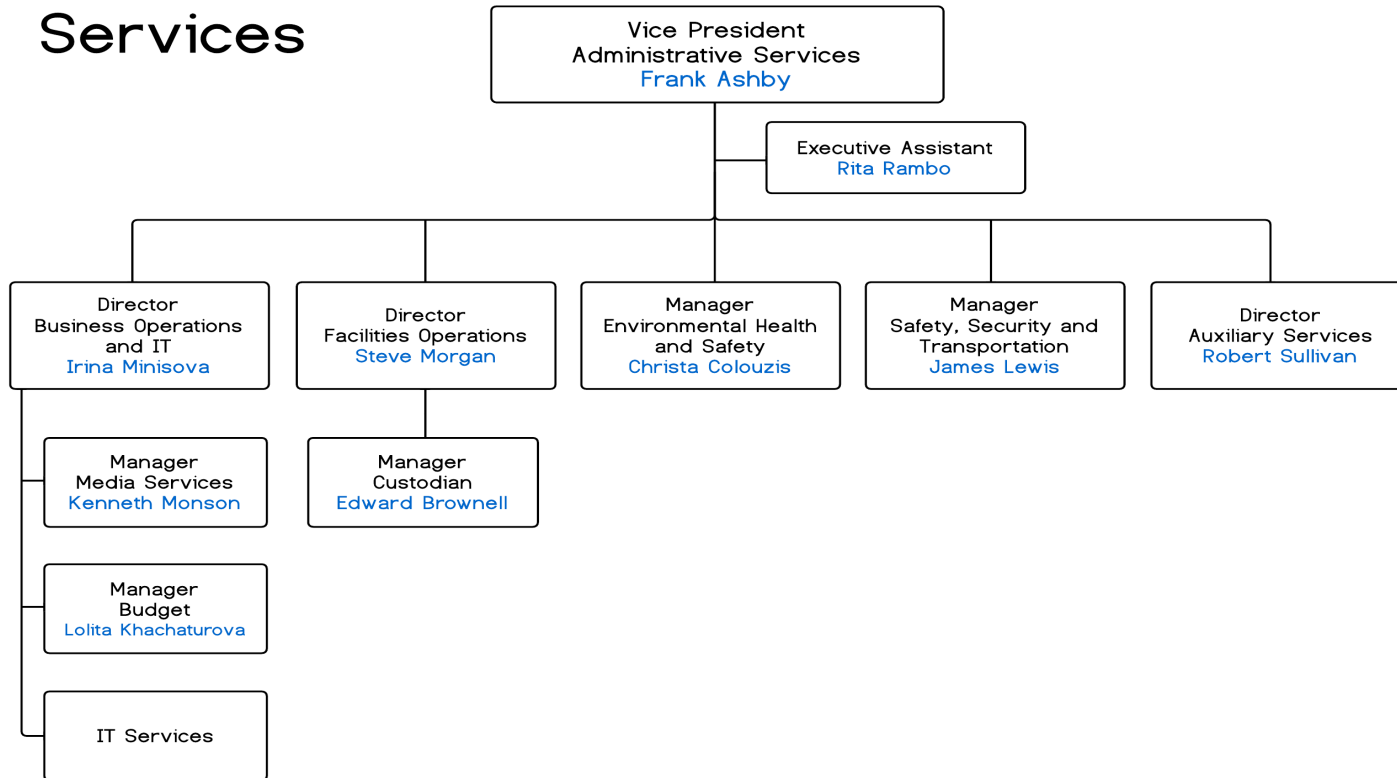 Services
Vice President
Administrative Services
Frank Ashby
Executive Assistant
Rita Rambo
Director
Business Operations
and IT
Irina Minisova
Director
Facilities Operations
Steve Morgan
Manager
Environmental Health
and Safety
Christa Colouzis
Manager
Safety, Security and
Transportation
James Lewis
Director
Auxiliary Services
Robert Sullivan
Manager
Media Services
Kenneth Monson
Manager
Custodian
Edward Brownell
Manager
Budget
Lolita Khachaturova
IT Services